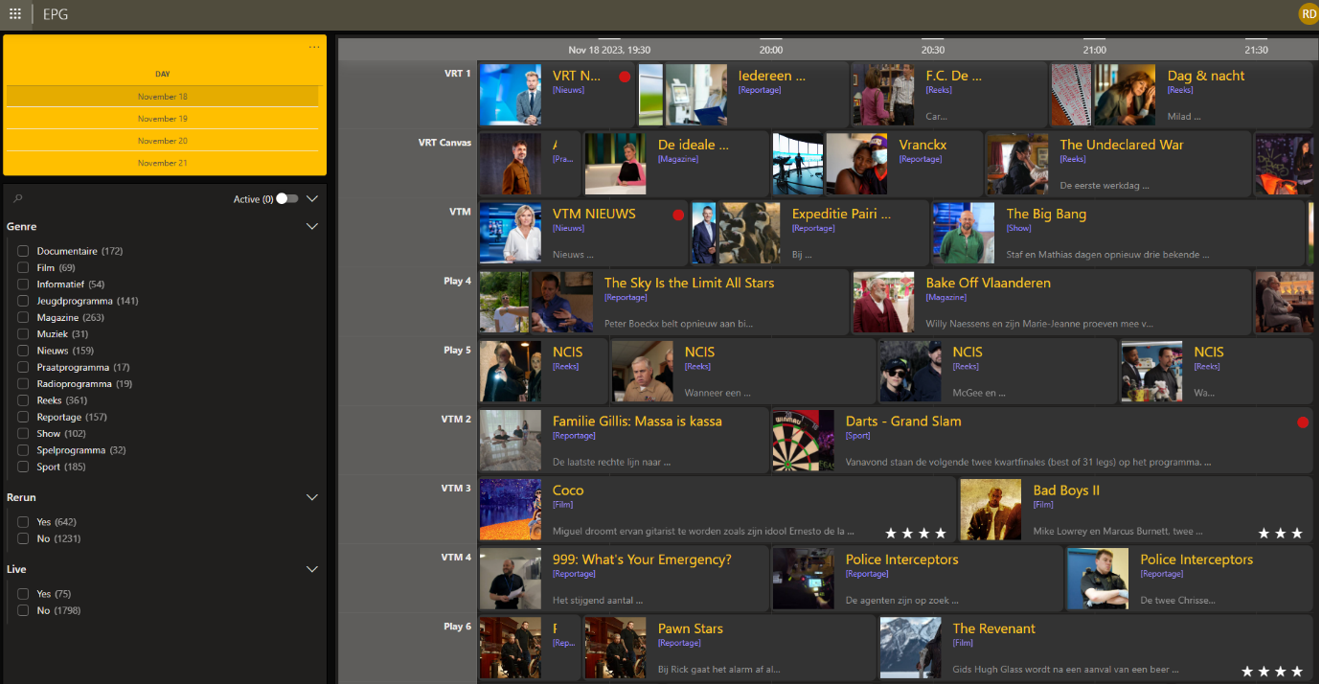 EPG
RD
...
DAY
November 18
November 19
November 20
November 21
Active (0)
Genre
Documentaire (172)
Film (69)
Informatief (54)
Jeugdprogramma (141)
Magazine (263)
Muziek (31)
Nieuws (159)
Praatprogramma (17)
Radioprogramma (19)
Reeks (361)
Reportage (157)
Show (102)
Spelprogramma (32)
Sport (185)
Rerun
Yes (642)
No (1231)
Live
Yes (75)
No (1798)
Nov 18 2023, 19:30 20:00 20:30 21:00 21:30
VRT 1
VRT N...
[Nieuws]
Iedereen ...
[Reportage]
F.C. De ...
[Reeks]
Car...
Dag & nacht
[Reeks]
Milad ...
VRT Canvas
[Pra...
De ideale ...
[Magazine]
Vranckx
[Reportage]
The Undeclared War
[Reeks]
De eerste werkdag ...
VTM
VTM NIEUWS
[Nieuws]
Nieuws ...
Expeditie Pairi ...
[Reportage]
Bij ...
The Big Bang
[Show]
Staf en Mathias dagen opnieuw drie bekende ...
Play 4
The Sky is the Limit All Stars
[Reportage]
Peter Boeckx belt opnieuw aan bi...
Bake Off Vlaanderen
[Magazine]
Willy Naessens en zijn Marie-Jeanne proeven mee v...
Play 5
NCIS
[Reeks]
NCIS
[Reeks]
Wanneer een ...
NCIS
[Reeks]
McGee en ...
NCIS
[Reeks]
Wa...
VTM 2
Familie Gillis: Massa is kassa
[Reportage]
De laatste rechte lijn naar ...
Darts - Grand Slam
[Sport]
Vanavond staan de volgende twee kwartfinales (best of 31 legs) op het programma. ...
VTM 3
Coco
[Film]
Miguel droomt ervan gitarist te worden zoals zijn idool Ernesto de la ...
Bad Boys II
[Film]
Mike Lowrey en Marcus Burnett, twee ...
VTM 4
999: What's Your Emergency?
[Reportage]
Het stijgend aantal ...
Police Interceptors
[Reportage]
De agenten zijn op zoek ...
Police Interceptors
[Reportage]
De twee Chrisse...
Play 6
[Rep...
Pawn Stars
[Reportage]
Bij Rick gaat het alarm af al...
The Revenant
[Film]
Gids Hugh Glass wordt na een aanval van een beer ...